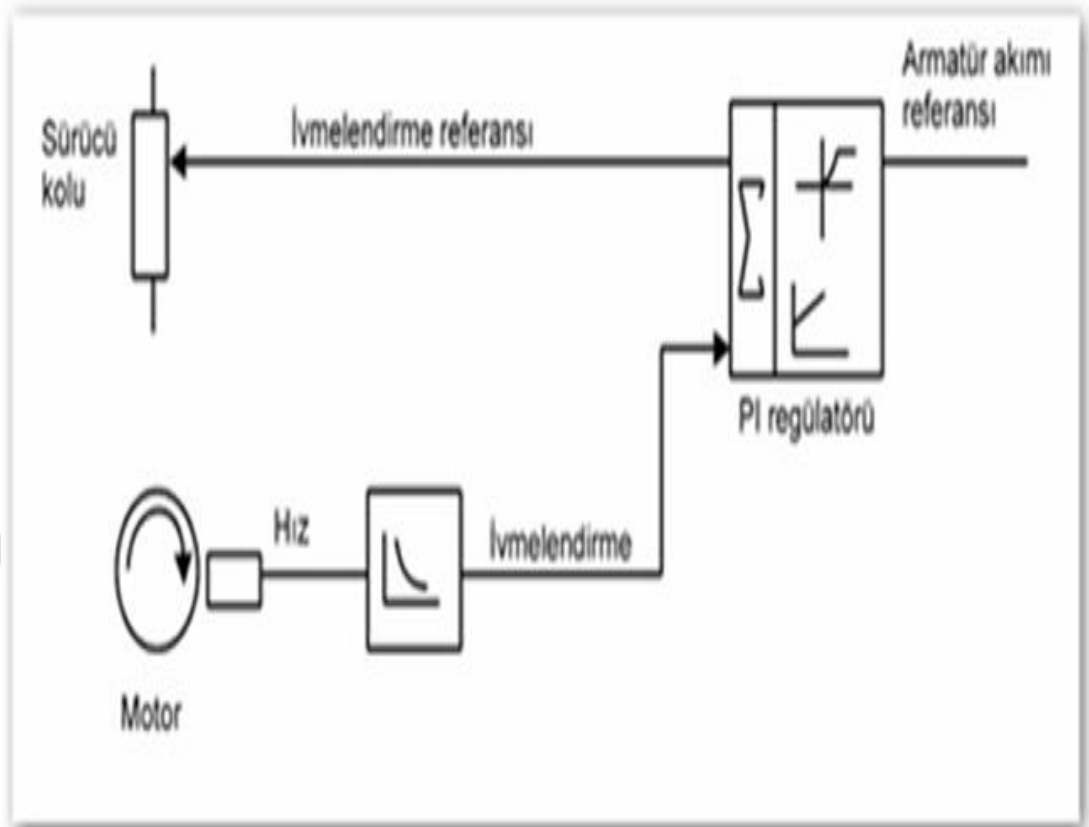 Armatür akımı
referansı
İvmelendirme referansı
Sürücü
kolu
PI regülatörü
Hız
İvmelendirme
Motor